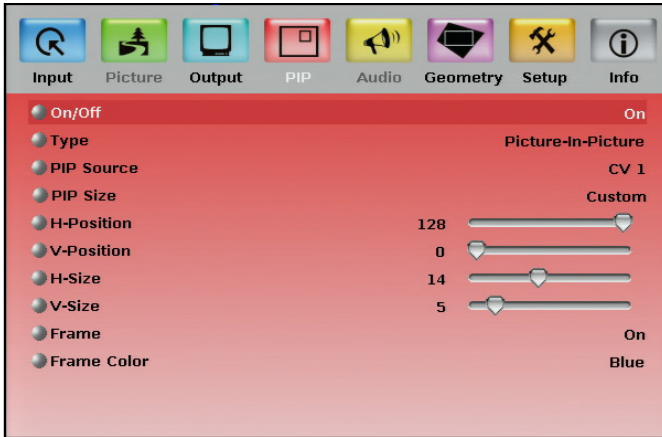 Input Picture Output PIP Audio Geometry Setup Info
On/Off On
Type Picture-In-Picture
PIP Source CV 1
PIP Size Custom
H-Position 128
V-Position 0
H-Size 14
V-Size 5
Frame On
Frame Color Blue